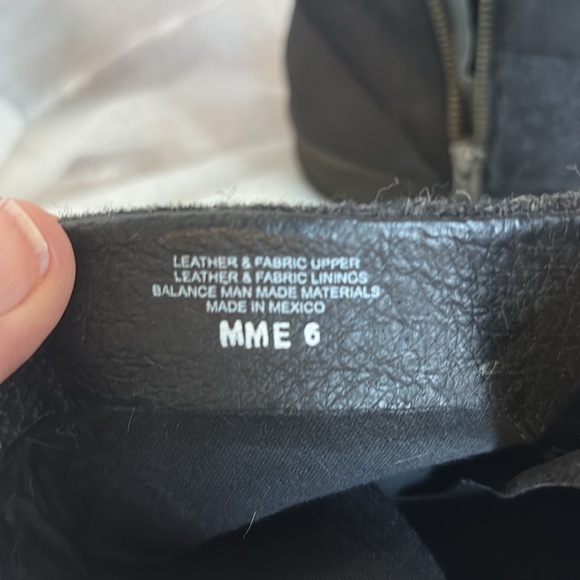 LEATHER & FABRIC UPPER
LEATHER & FABRIC LININGS
BALANCE MAN MADE MATERIALS
MADE IN MEXICO
MME 6